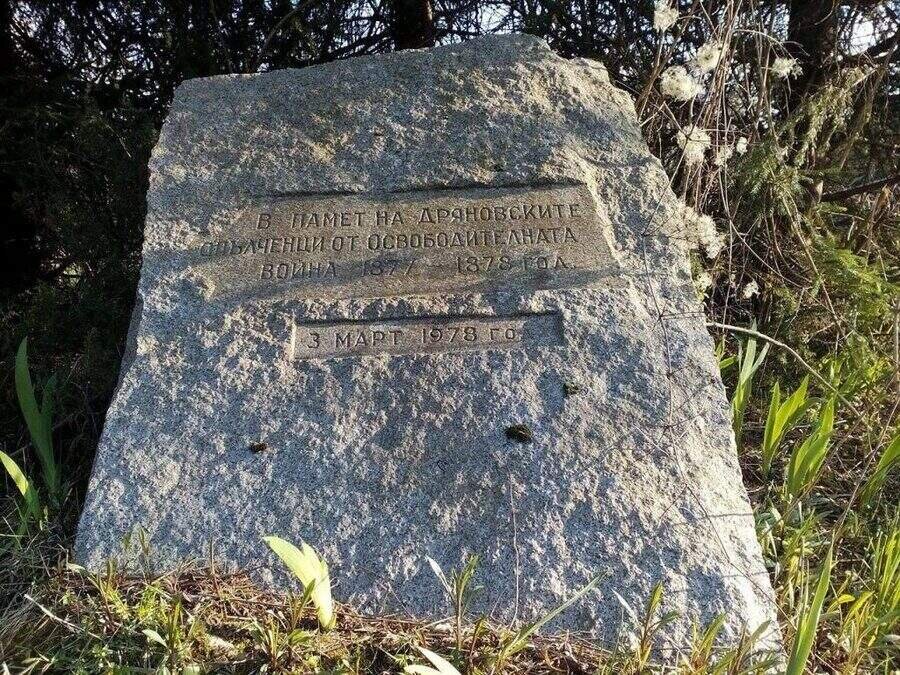 В ПАМЕТ НА ДРЯНОВСКИТЕ
ОПЪЛЧЕНЦИ ОТ ОСВОБОДИТЕЛНАТА
ВОЙНА 1877 - 1878 ГОД.
3 МАРТ 1978 ГО